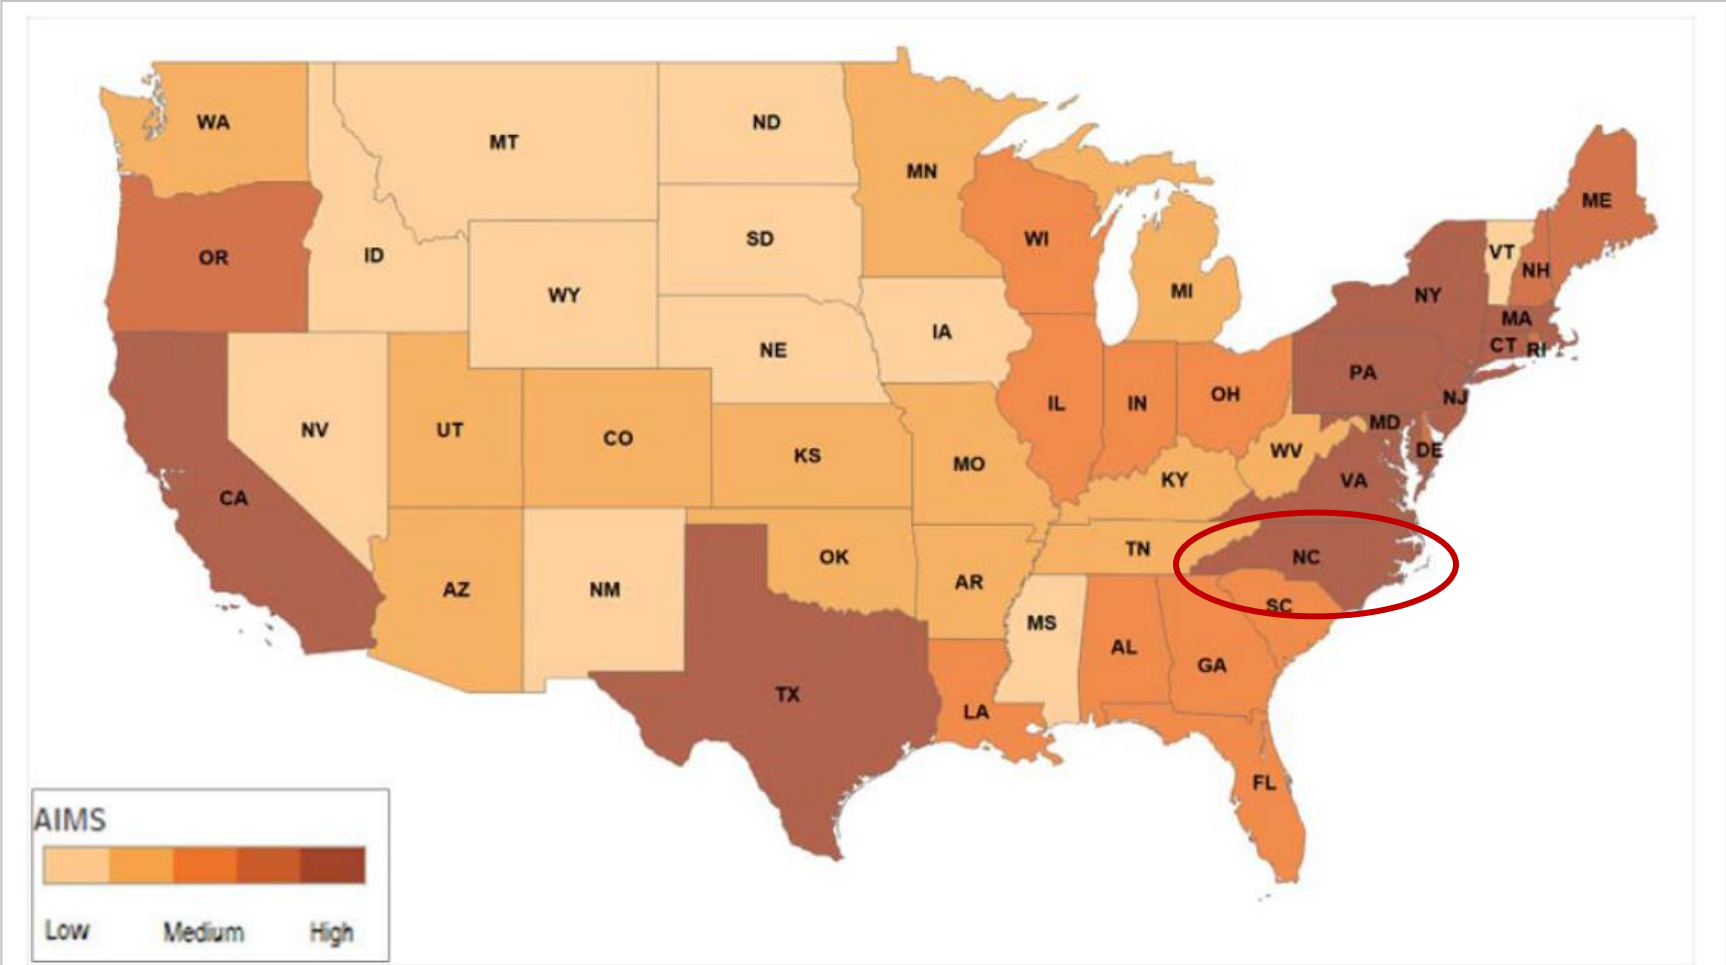 WA
MT
ND
MN
ME
OR
ID
SD
WI
VT
NH
WY
MI
NY
MA
IA
CT RI
NE
PA
NV
UT
CO
IL
IN
OH
NJ
KS
MO
MD
WV
DE
KY
VA
CA
TN
NC
OK
AR
AZ
NM
SC
MS
AL
GA
TX
LA
FL
AIMS
Low Medium High